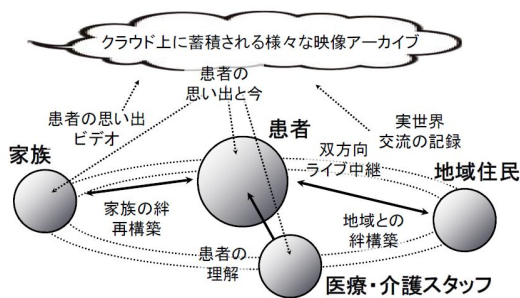 クラウド上に蓄積される様々な映像アーカイブ
患者の
思い出と今
患者の思い出
ビデオ
実世界
交流の記録
家族
患者
双方向
ライブ中継
地域住民
家族の絆
再構築
地域との
絆構築
患者の
理解
医療・介護スタッフ